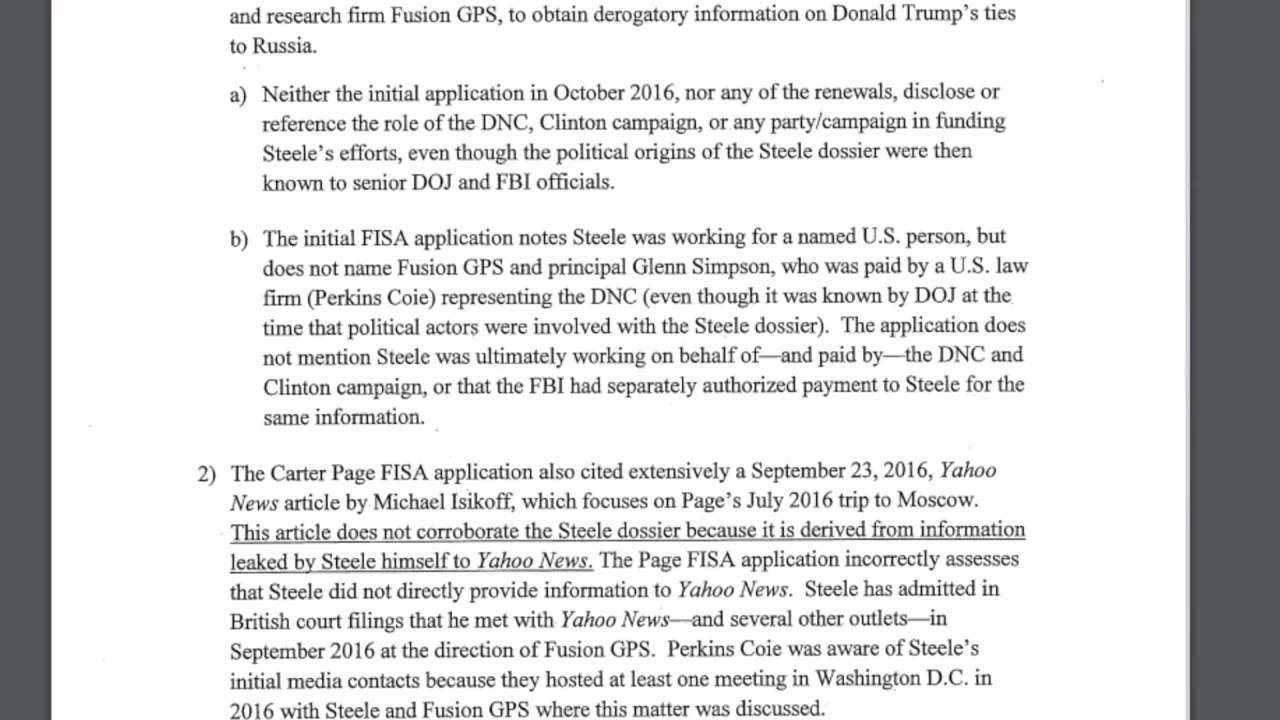 and research firm Fusion GPS, to obtain derogatory information on Donald Trump's ties
to Russia.
a) Neither the initial application in October 2016, nor any of the renewals, disclose or
reference the role of the DNC, Clinton campaign, or any party/campaign in funding
Steele's efforts, even though the political origins of the Steele dossier were then
known to senior DOJ and FBI officials.
b) The initial FISA application notes Steele was working for a named U.S. person, but
does not name Fusion GPS and principal Glenn Simpson, who was paid by a U.S. law
firm (Perkins Coie) representing the DNC (even though it was known by DOJ at the
time that political actors were involved with the Steele dossier). The application does
not mention Steele was ultimately working on behalf of—and paid by—the DNC and
Clinton campaign, or that the FBI had separately authorized payment to Steele for the
same information.
2) The Carter Page FISA application also cited extensively a September 23, 2016, Yahoo
News article by Michael Isikoff, which focuses on Page's July 2016 trip to Moscow.
This article does not corroborate the Steele dossier because it is derived from information
leaked by Steele himself to Yahoo News. The Page FISA application incorrectly assesses
that Steele did not directly provide information to Yahoo News. Steele has admitted in
British court filings that he met with Yahoo News—and several other outlets—in
September 2016 at the direction of Fusion GPS. Perkins Coie was aware of Steele's
initial media contacts because they hosted at least one meeting in Washington D.C. in
2016 with Steele and Fusion GPS where this matter was discussed.